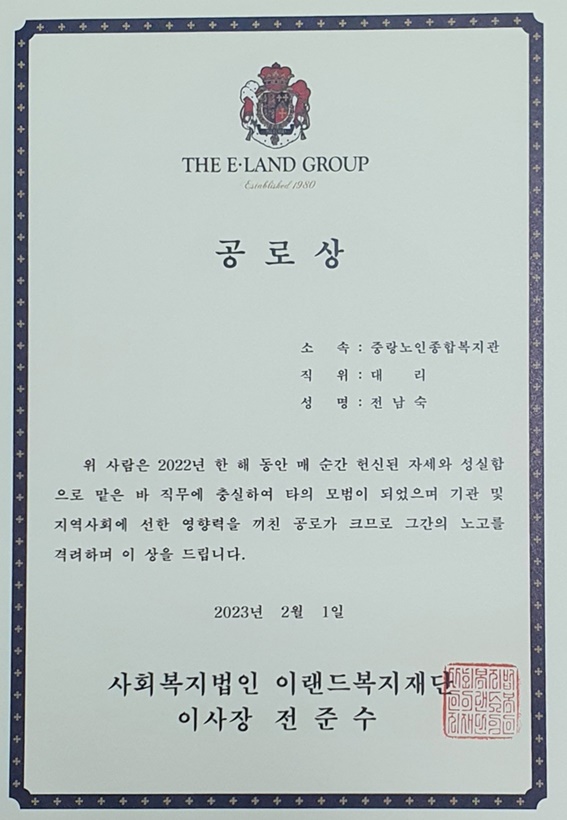 THE E·LAND GROUP
Established 1980
공로상
소 속 : 중랑노인종합복지관
직 위 : 대 리
성 명 : 전 남 숙
위 사람은 2022년 한 해 동안 매 순간 헌신된 자세와 성실함
으로 맡은 바 직무에 충실하여 타의 모범이 되었으며 기관 및
지역사회에 선한 영향력을 끼친 공로가 크므로 그간의 노고를
격려하며 이 상을 드립니다.
2023년 2월 1일
사회복지법인 이랜드복지재단
이사장 전 준 수